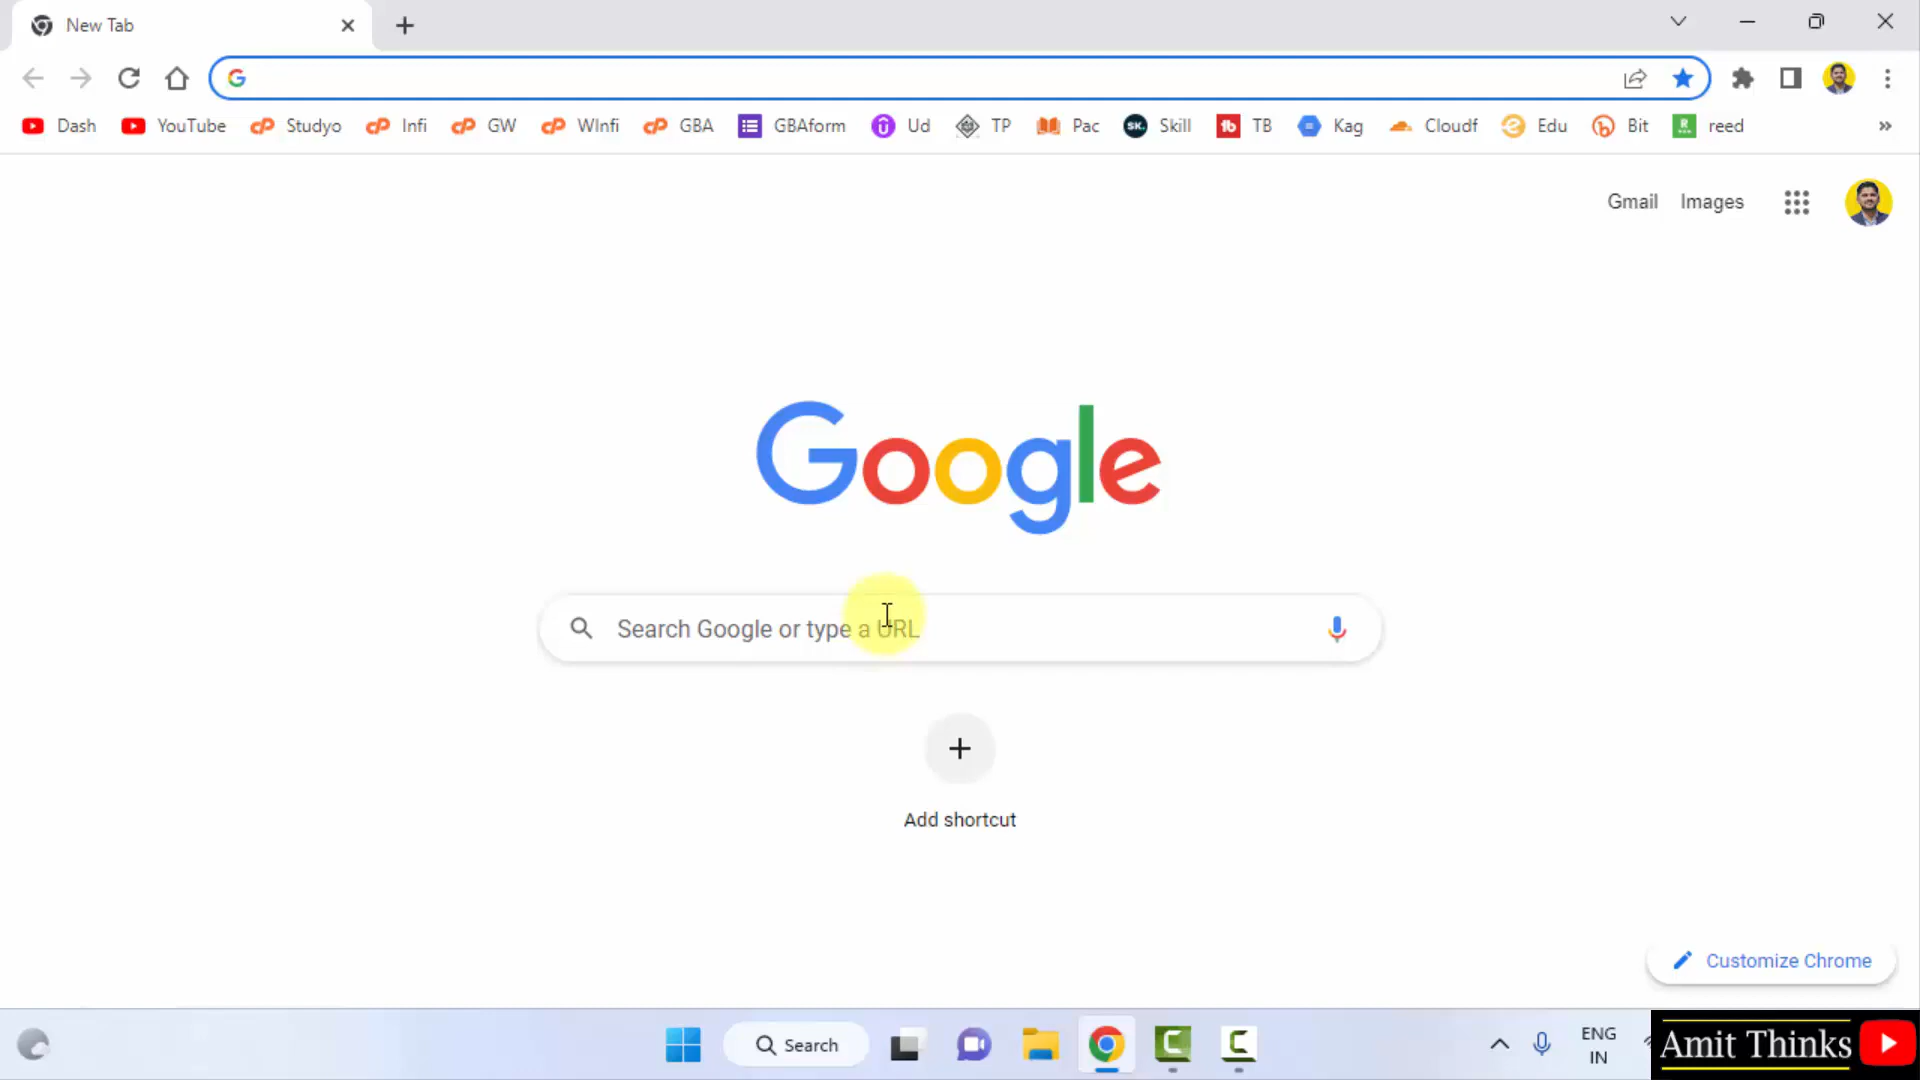 New Tab
Dash YouTube Studyo Infi GW WInfi GBA GBAform Ud TP Pac Skill TB Kag Cloudf Edu Bit reed
Gmail Images
Google
Search Google or type a URL
Add shortcut
Customize Chrome
Search
ENG
IN
Amit Thinks